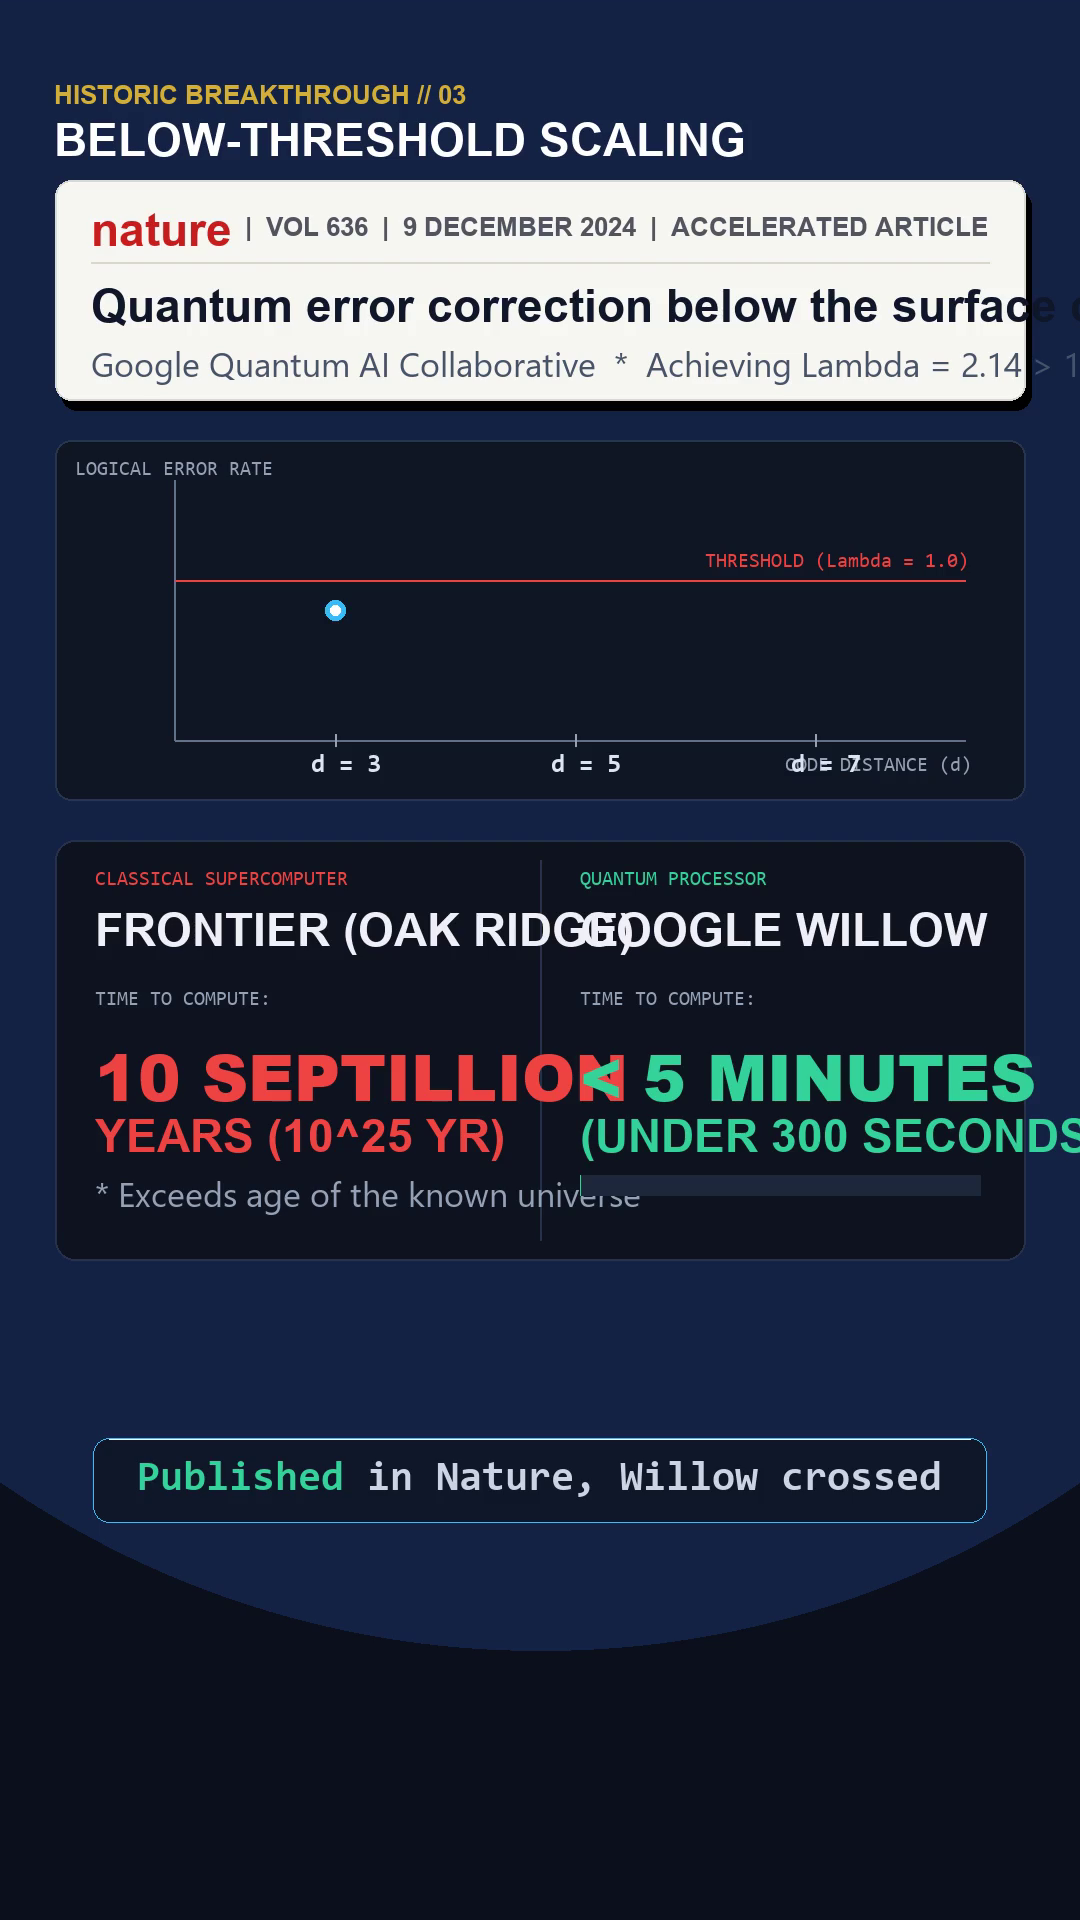 HISTORIC BREAKTHROUGH // 03
BELOW-THRESHOLD SCALING
nature | VOL 636 | 9 DECEMBER 2024 | ACCELERATED ARTICLE
Quantum error correction below the surface
Google Quantum AI Collaborative * Achieving Lambda = 2.14 > 1
LOGICAL ERROR RATE
THRESHOLD (Lambda = 1.0)
d = 3
d = 5
d = 7
CODE DISTANCE (d)
CLASSICAL SUPERCOMPUTER
FRONTIER (OAK RIDGE)
TIME TO COMPUTE:
10 SEPTILLION
YEARS (10^25 YR)
* Exceeds age of the known universe
QUANTUM PROCESSOR
GOOGLE WILLOW
TIME TO COMPUTE:
< 5 MINUTES
(UNDER 300 SECONDS
Published in Nature, Willow crossed